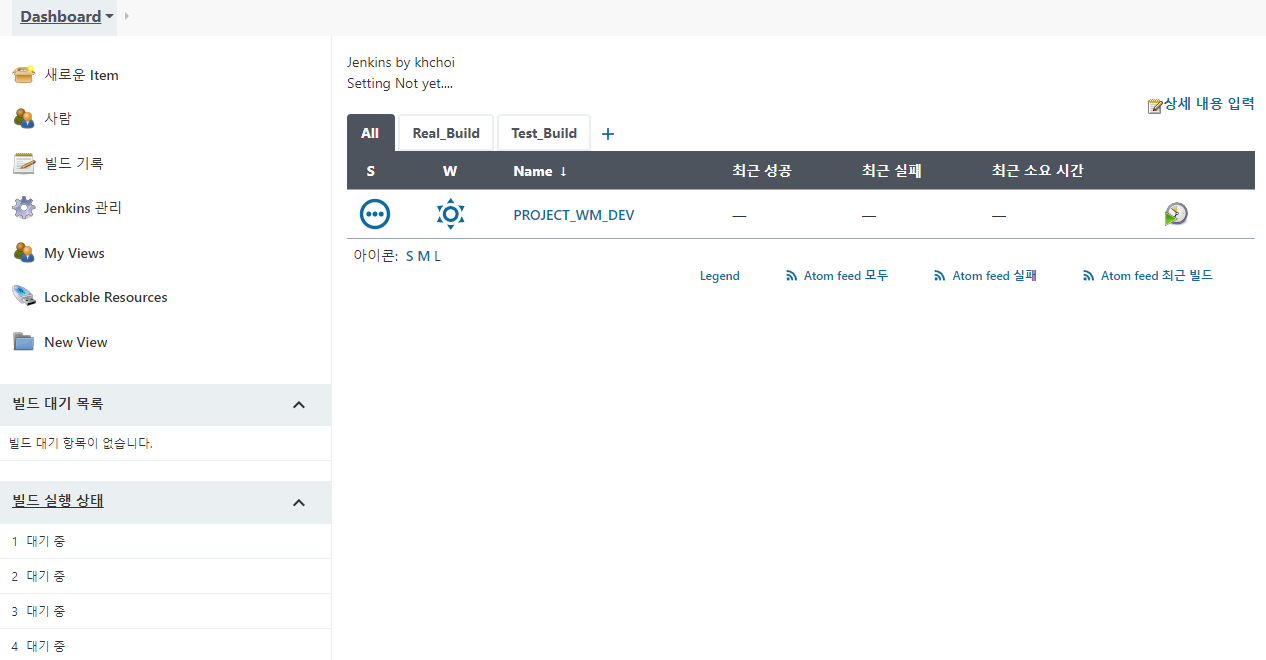 Dashboard
새로운 Item
사람
빌드 기록
Jenkins 관리
My Views
Lockable Resources
New View
빌드 대기 목록
빌드 대기 항목이 없습니다.
빌드 실행 상태
1 대기 중
2 대기 중
3 대기 중
4 대기 중
Jenkins by khchoi
Setting Not yet....
상세 내용 입력
All Real_Build Test_Build +
S W Name ↓ 최근 성공 최근 실패 최근 소요 시간
PROJECT_WM_DEV — — —
아이콘: S M L
Legend Atom feed 모두 Atom feed 실패 Atom feed 최근 빌드